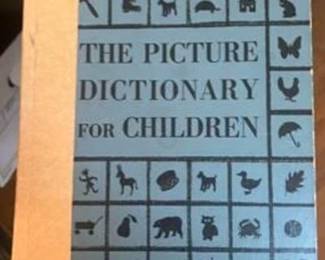 THE PICTURE
DICTIONARY
FOR CHILDREN